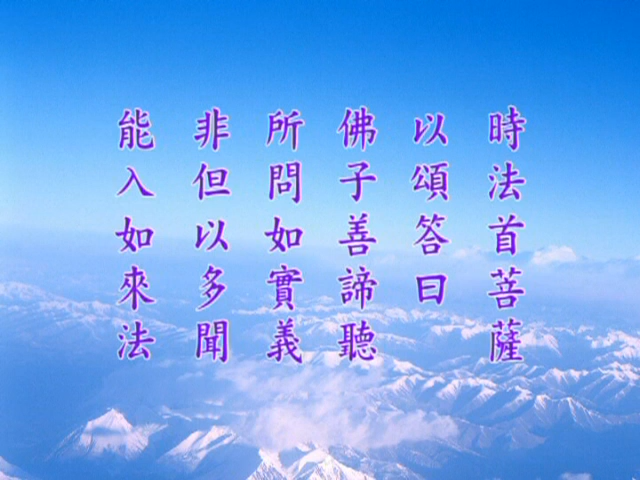 時法首菩薩
以頌答曰
佛子善諦聽
所問如實義
非但以多聞
能入如來法